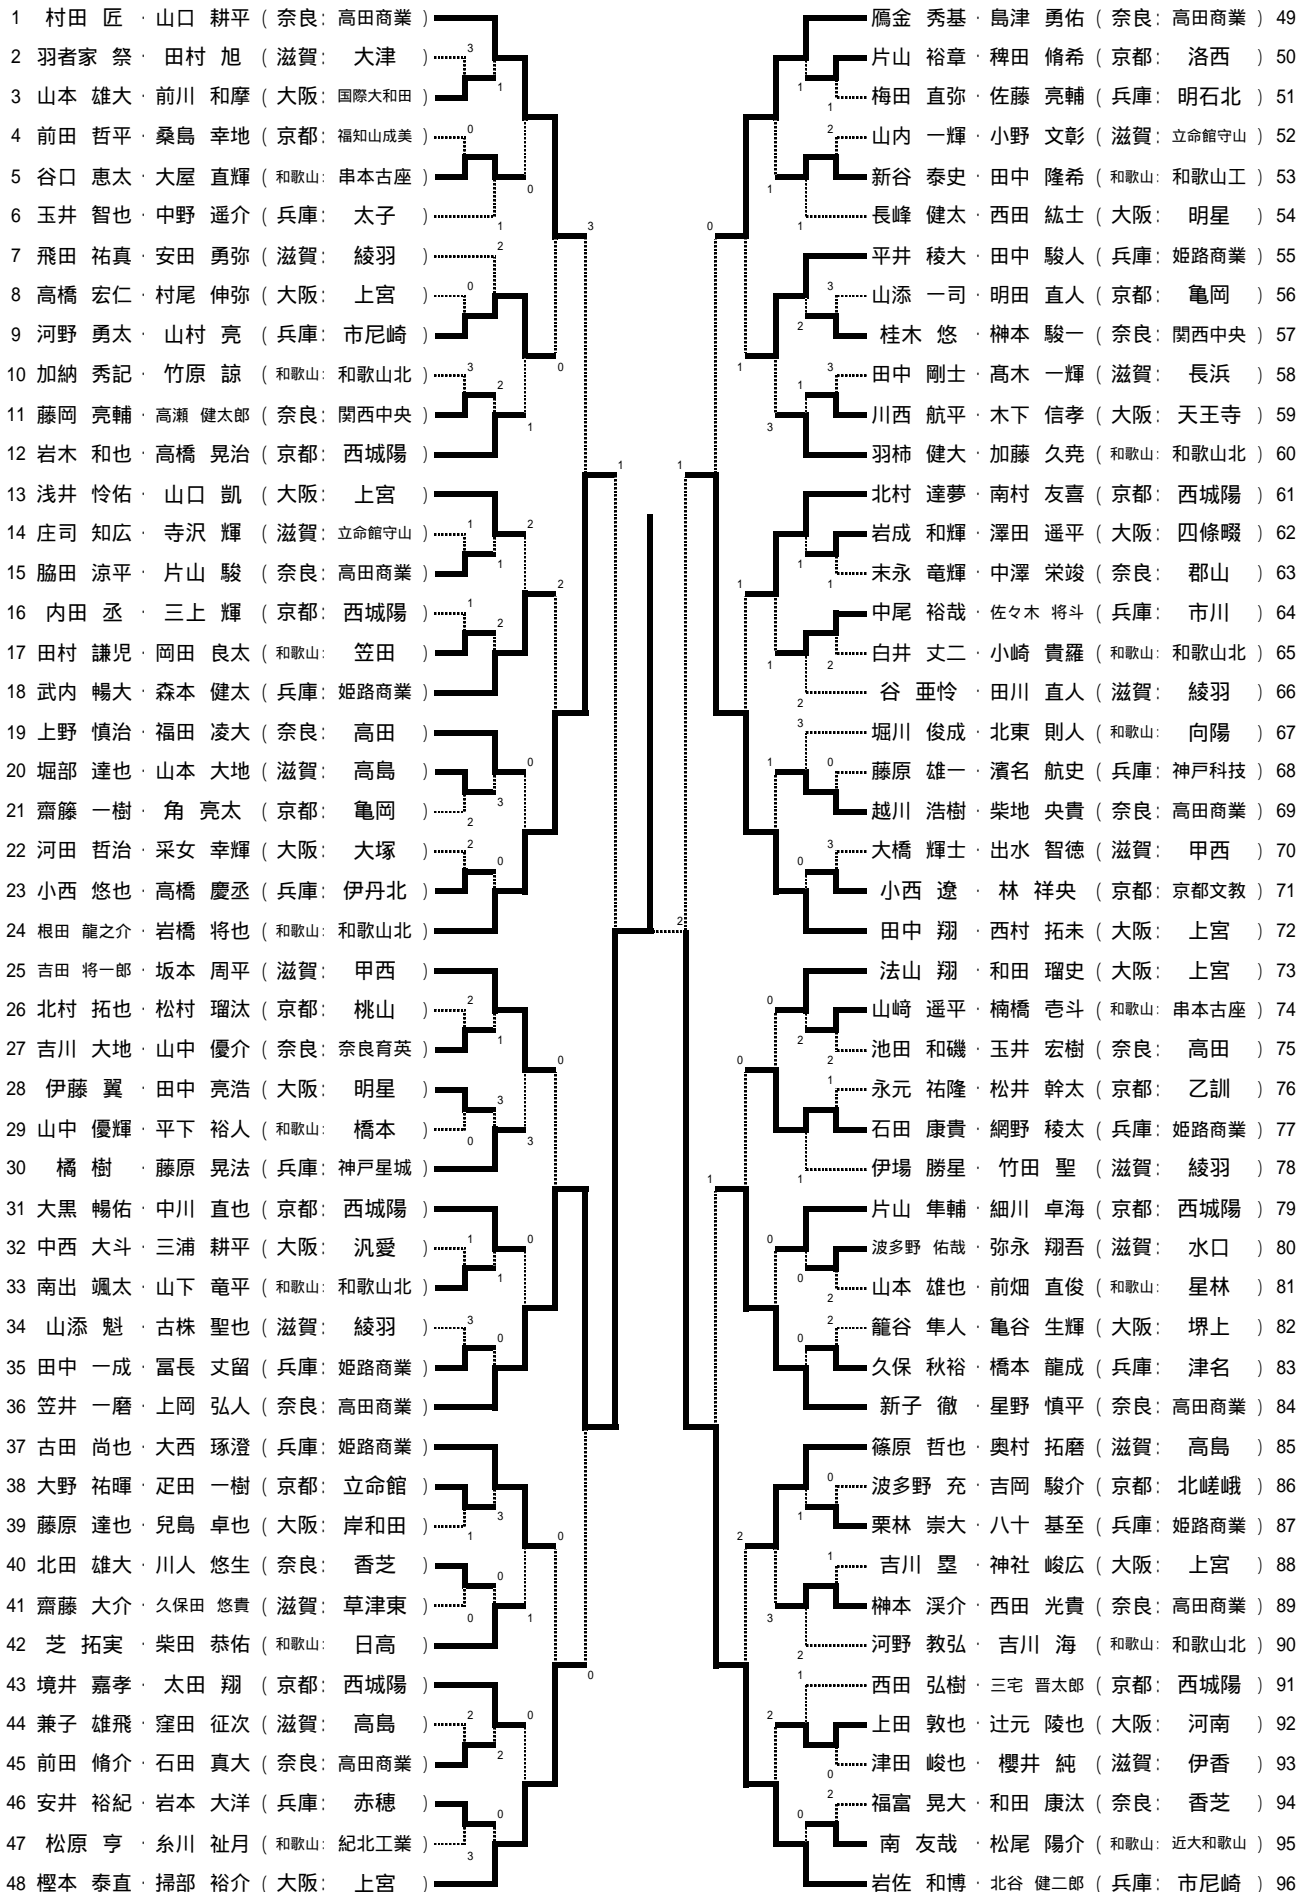 1 村田 匠 · 山口 耕平 ( 奈良: 高田商業 )
2 羽者家 祭 · 田村 旭 ( 滋賀: 大津 )
3 山本 雄大 · 前川 和摩 ( 大阪: 国際大和田 )
4 前田 哲平 · 桑島 幸地 ( 京都: 福知山成美 )
5 谷口 恵太 · 大屋 直輝 ( 和歌山: 串本古座 )
6 玉井 智也 · 中野 遥介 ( 兵庫: 太子 )
7 飛田 祐真 · 安田 勇弥 ( 滋賀: 綾羽 )
8 高橋 宏仁 · 村尾 伸弥 ( 大阪: 上宮 )
9 河野 勇太 · 山村 亮 ( 兵庫: 市尼崎 )
10 加納 秀記 · 竹原 諒 ( 和歌山: 和歌山北 )
11 藤岡 亮輔 · 高瀬 健太郎 ( 奈良: 関西中央 )
12 岩木 和也 · 高橋 晃治 ( 京都: 西城陽 )
13 浅井 怜佑 · 山口 凱 ( 大阪: 上宮 )
14 庄司 知広 · 寺沢 輝 ( 滋賀: 立命館守山 )
15 脇田 涼平 · 片山 駿 ( 奈良: 高田商業 )
16 内田 丞 · 三上 輝 ( 京都: 西城陽 )
17 田村 謙児 · 岡田 良太 ( 和歌山: 笠田 )
18 武内 暢大 · 森本 健太 ( 兵庫: 姫路商業 )
19 上野 慎治 · 福田 凌大 ( 奈良: 高田 )
20 堀部 達也 · 山本 大地 ( 滋賀: 高島 )
21 齋藤 一樹 · 角 亮太 ( 京都: 亀岡 )
22 河田 哲治 · 采女 幸輝 ( 大阪: 大塚 )
23 小西 悠也 · 高橋 慶丞 ( 兵庫: 伊丹北 )
24 根田 龍之介 · 岩橋 将也 ( 和歌山: 和歌山北 )
25 吉田 将一郎 · 坂本 周平 ( 滋賀: 甲西 )
26 北村 拓也 · 松村 瑠汰 ( 京都: 桃山 )
27 吉川 大地 · 山中 優介 ( 奈良: 奈良育英 )
28 伊藤 翼 · 田中 亮浩 ( 大阪: 明星 )
29 山中 優輝 · 平下 裕人 ( 和歌山: 橋本 )
30 橘 樹 · 藤原 晃法 ( 兵庫: 神戸星城 )
31 大黒 暢佑 · 中川 直也 ( 京都: 西城陽 )
32 中西 大斗 · 三浦 耕平 ( 大阪: 汎愛 )
33 南出 颯太 · 山下 竜平 ( 和歌山: 和歌山北 )
34 山添 魁 · 古株 聖也 ( 滋賀: 綾羽 )
35 田中 一成 · 冨長 丈留 ( 兵庫: 姫路商業 )
36 笠井 一磨 · 上岡 弘人 ( 奈良: 高田商業 )
37 古田 尚也 · 大西 琢澄 ( 兵庫: 姫路商業 )
38 大野 祐暉 · 疋田 一樹 ( 京都: 立命館 )
39 藤原 達也 · 兒島 卓也 ( 大阪: 岸和田 )
40 北田 雄大 · 川人 悠生 ( 奈良: 香芝 )
41 齋藤 大介 · 久保田 悠貴 ( 滋賀: 草津東 )
42 芝 拓実 · 柴田 恭佑 ( 和歌山: 日高 )
43 境井 嘉孝 · 太田 翔 ( 京都: 西城陽 )
44 兼子 雄飛 · 窪田 征次 ( 滋賀: 高島 )
45 前田 脩介 · 石田 真大 ( 奈良: 高田商業 )
46 安井 裕紀 · 岩本 大洋 ( 兵庫: 赤穂 )
47 松原 亨 · 糸川 祉月 ( 和歌山: 紀北工業 )
48 樫本 泰直 · 掃部 裕介 ( 大阪: 上宮 )
鴈金 秀基 · 島津 勇佑 ( 奈良: 高田商業 ) 49
片山 裕章 · 稗田 脩希 ( 京都: 洛西 ) 50
梅田 直弥 · 佐藤 亮輔 ( 兵庫: 明石北 ) 51
山内 一輝 · 小野 文彰 ( 滋賀: 立命館守山 ) 52
新谷 泰史 · 田中 隆希 ( 和歌山: 和歌山工 ) 53
長峰 健太 · 西田 紘士 ( 大阪: 明星 ) 54
平井 稜大 · 田中 駿人 ( 兵庫: 姫路商業 ) 55
山添 一司 · 明田 直人 ( 京都: 亀岡 ) 56
桂木 悠 · 榊本 駿一 ( 奈良: 関西中央 ) 57
田中 剛士 · 髙木 一輝 ( 滋賀: 長浜 ) 58
川西 航平 · 木下 信孝 ( 大阪: 天王寺 ) 59
羽柿 健大 · 加藤 久尭 ( 和歌山: 和歌山北 ) 60
北村 達夢 · 南村 友喜 ( 京都: 西城陽 ) 61
岩成 和輝 · 澤田 遥平 ( 大阪: 四條畷 ) 62
末永 竜輝 · 中澤 栄竣 ( 奈良: 郡山 ) 63
中尾 裕哉 · 佐々木 将斗 ( 兵庫: 市川 ) 64
白井 丈二 · 小崎 貴羅 ( 和歌山: 和歌山北 ) 65
谷 亜怜 · 田川 直人 ( 滋賀: 綾羽 ) 66
堀川 俊成 · 北東 則人 ( 和歌山: 向陽 ) 67
藤原 雄一 · 濱名 航史 ( 兵庫: 神戸科技 ) 68
越川 浩樹 · 柴地 央貴 ( 奈良: 高田商業 ) 69
大橋 輝士 · 出水 智徳 ( 滋賀: 甲西 ) 70
小西 遼 · 林 祥央 ( 京都: 京都文教 ) 71
田中 翔 · 西村 拓未 ( 大阪: 上宮 ) 72
法山 翔 · 和田 瑠史 ( 大阪: 上宮 ) 73
山﨑 遥平 · 楠橋 壱斗 ( 和歌山: 串本古座 ) 74
池田 和磯 · 玉井 宏樹 ( 奈良: 高田 ) 75
永元 祐隆 · 松井 幹太 ( 京都: 乙訓 ) 76
石田 康貴 · 網野 稜太 ( 兵庫: 姫路商業 ) 77
伊場 勝星 · 竹田 聖 ( 滋賀: 綾羽 ) 78
片山 隼輔 · 細川 卓海 ( 京都: 西城陽 ) 79
波多野 佑哉 · 弥永 翔吾 ( 滋賀: 水口 ) 80
山本 雄也 · 前畑 直俊 ( 和歌山: 星林 ) 81
籠谷 隼人 · 亀谷 生輝 ( 大阪: 堺上 ) 82
久保 秋裕 · 橋本 龍成 ( 兵庫: 津名 ) 83
新子 徹 · 星野 慎平 ( 奈良: 高田商業 ) 84
篠原 哲也 · 奥村 拓磨 ( 滋賀: 高島 ) 85
波多野 充 · 吉岡 駿介 ( 京都: 北嵯峨 ) 86
栗林 崇大 · 八十 基至 ( 兵庫: 姫路商業 ) 87
吉川 塁 · 神社 峻広 ( 大阪: 上宮 ) 88
榊本 渓介 · 西田 光貴 ( 奈良: 高田商業 ) 89
河野 教弘 · 吉川 海 ( 和歌山: 和歌山北 ) 90
西田 弘樹 · 三宅 晋太郎 ( 京都: 西城陽 ) 91
上田 敦也 · 辻元 陵也 ( 大阪: 河南 ) 92
津田 峻也 · 櫻井 純 ( 滋賀: 伊香 ) 93
福富 晃大 · 和田 康汰 ( 奈良: 香芝 ) 94
南 友哉 · 松尾 陽介 ( 和歌山: 近大和歌山 ) 95
岩佐 和博 · 北谷 健二郎 ( 兵庫: 市尼崎 ) 96